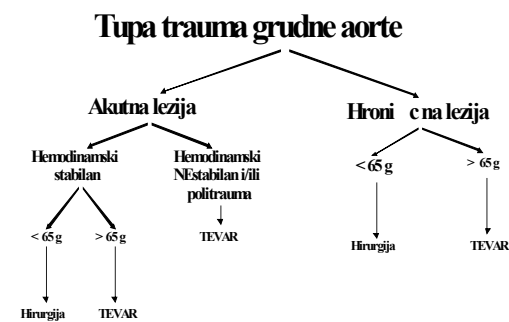 Tupa trauma grudne aorte
Akutna lezija
Hroni c na lezija
Hemodinamski
stabilan
Hemodinamski
NEstabilan i/ili
politrauma
< 65 g
> 65 g
< 65 g
> 65 g
TEVAR
Hirurgija
TEVAR
Hirurgija
TEVAR